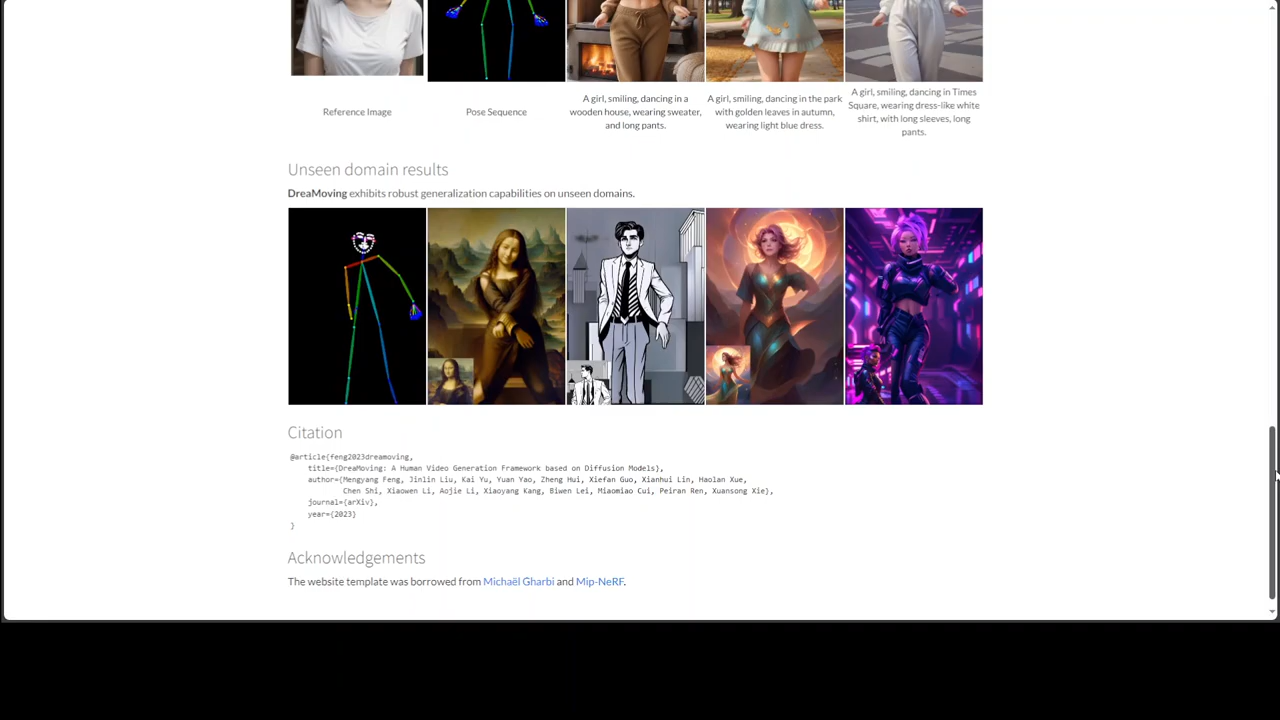 Reference Image
Pose Sequence
A girl, smiling, dancing in a
wooden house, wearing sweater,
and long pants.
A girl, smiling, dancing in the park
with golden leaves in autumn,
wearing light blue dress.
A girl, smiling, dancing in Times
Square, wearing dress-like white
shirt, with long sleeves, long
pants.
Unseen domain results
DreaMoving exhibits robust generalization capabilities on unseen domains.
Citation
@article{feng2023dreamoving,
title={DreaMoving: A Human Video Generation Framework based on Diffusion Models},
author={Mengyang Feng, Jinlin Liu, Kai Yu, Yuan Yao, Zheng Hui, Xiefan Guo, Xianhui Lin, Haolan Xue,
Chen Shi, Xiaowen Li, Aojie Li, Xiaoyang Kang, Biwen Lei, Miaomiao Cui, Peiran Ren, Xuansong Xie},
journal={arXiv},
year={2023}
}
Acknowledgements
The website template was borrowed from Michaël Gharbi and Mip-NeRF.